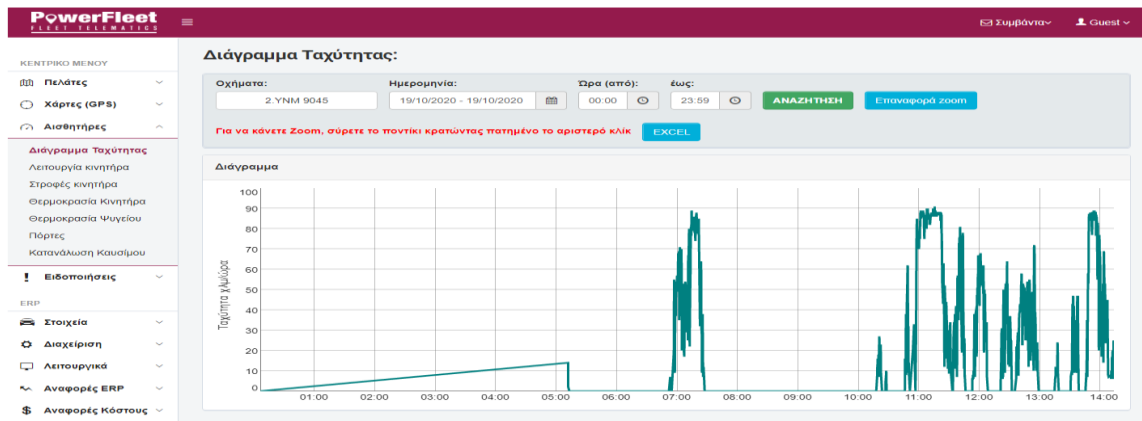 PowerFleet
FLEET TELEMATICS
Συμβάντα
Guest
ΚΕΝΤΡΙΚΟ ΜΕΝΟΥ
Πελάτες
Χάρτες (GPS)
Αισθητήρες
Διάγραμμα Ταχύτητας
Λειτουργία κινητήρα
Στροφές κινητήρα
Θερμοκρασία Κινητήρα
Θερμοκρασία Ψυγείου
Πόρτες
Κατανάλωση Καυσίμου
Ειδοποιήσεις
ERP
Στοιχεία
Διαχείριση
Λειτουργικά
Αναφορές ERP
Αναφορές Κόστους
Διάγραμμα Ταχύτητας:
Οχήματα: Ημερομηνία: Ώρα (από): έως:
2.YNM 9045 19/10/2020 - 19/10/2020 00:00 23:59 ΑΝΑΖΗΤΗΣΗ Επαναφορά zoom
Για να κάνετε Zoom, σύρετε το ποντίκι κρατώντας πατημένο το αριστερό κλίκ EXCEL
Διάγραμμα
Ταχύτητα χλμ/ώρα
100
90
80
70
60
50
40
30
20
10
0
01:00 02:00 03:00 04:00 05:00 06:00 07:00 08:00 09:00 10:00 11:00 12:00 13:00 14:00